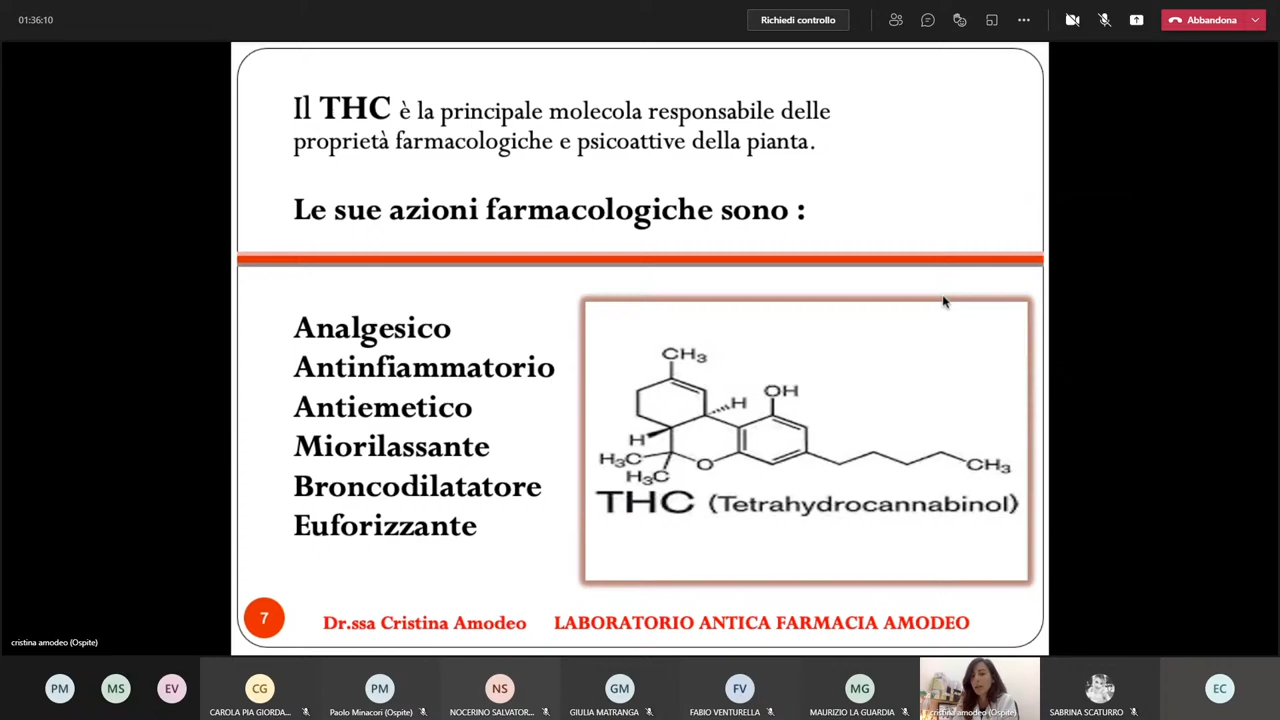 01:36:10
Richiedi controllo
Abbandona
Il THC è la principale molecola responsabile delle
proprietà farmacologiche e psicoattive della pianta.
Le sue azioni farmacologiche sono :
Analgesico
Antinfiammatorio
Antiemetico
Miorilassante
Broncodilatatore
Euforizzante
CH3
OH
H
H
H3C
H3C
O
CH3
THC (Tetrahydrocannabinol)
7
Dr.ssa Cristina Amodeo LABORATORIO ANTICA FARMACIA AMODEO
cristina amodeo (Ospite)
PM
MS
EV
CG
PM
NS
GM
FV
MG
EC
CAROLA PIA GIORDA...
Paolo Minacori (Ospite)
NOCERINO SALVATOR...
GIULIA MATRANGA
FABIO VENTURELLA
MAURIZIO LA GUARDIA
cristina amodeo (Ospite)
SABRINA SCATURRO